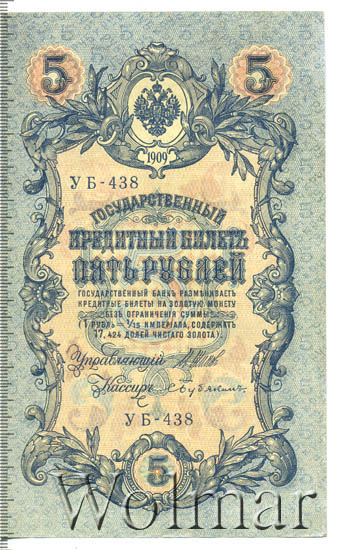 5 5
1909
УБ-438
ГОСУДАРСТВЕННЫЙ
КРЕДИТНЫЙ БИЛЕТЪ
ПЯТЬ РУБЛЕЙ
ГОСУДАРСТВЕННЫЙ БАНКЪ РАЗМѢНИВАЕТЪ
КРЕДИТНЫЕ БИЛЕТЫ НА ЗОЛОТУЮ МОНЕТУ
БЕЗЪ ОГРАНИЧЕНІЯ СУММЫ
(1 РУБЛЬ = 1/15 ИМПЕРІАЛА, СОДЕРЖИТЪ
17,424 ДОЛЕЙ ЧИСТАГО ЗОЛОТА).
Управляющій
Кассиръ
УБ-438
5
Wolmar